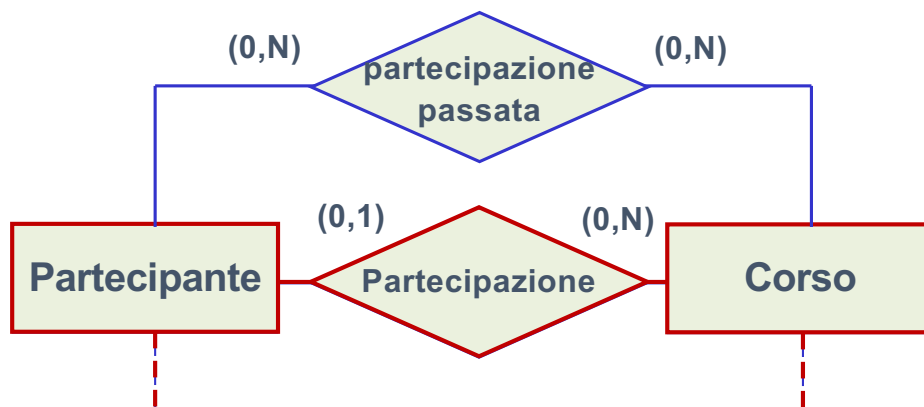 (0,N)
(0,N)
partecipazione
passata
(0,1)
(0,N)
Partecipante
Partecipazione
Corso